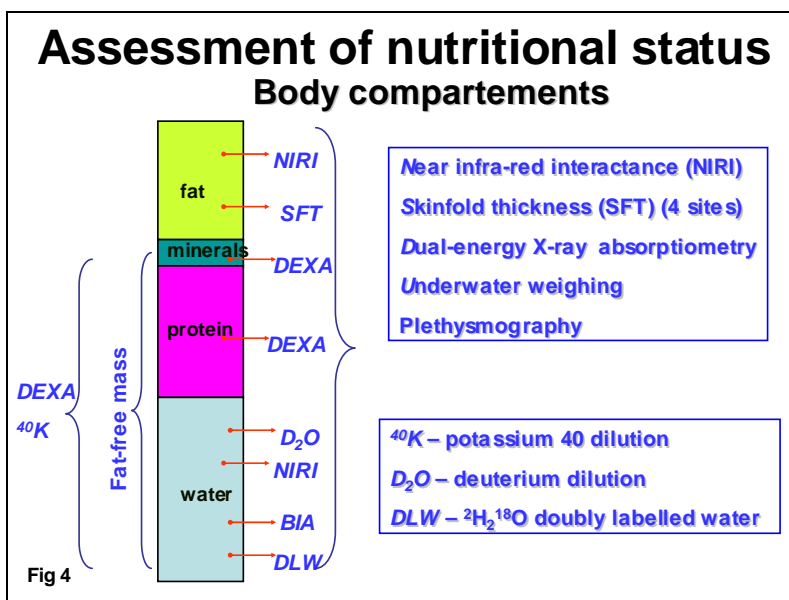 Assessment of nutritional status
Body compartements
NIRI
fat
SFT
minerals
DEXA
protein
DEXA
DEXA
⁴⁰K
Fat-free mass
D₂O
NIRI
water
BIA
DLW
Fig 4
Near infra-red interactance (NIRI)
Skinfold thickness (SFT) (4 sites)
Dual-energy X-ray absorptiometry
Underwater weighing
Plethysmography
⁴⁰K – potassium 40 dilution
D₂O – deuterium dilution
DLW – ²H₂¹⁸O doubly labelled water